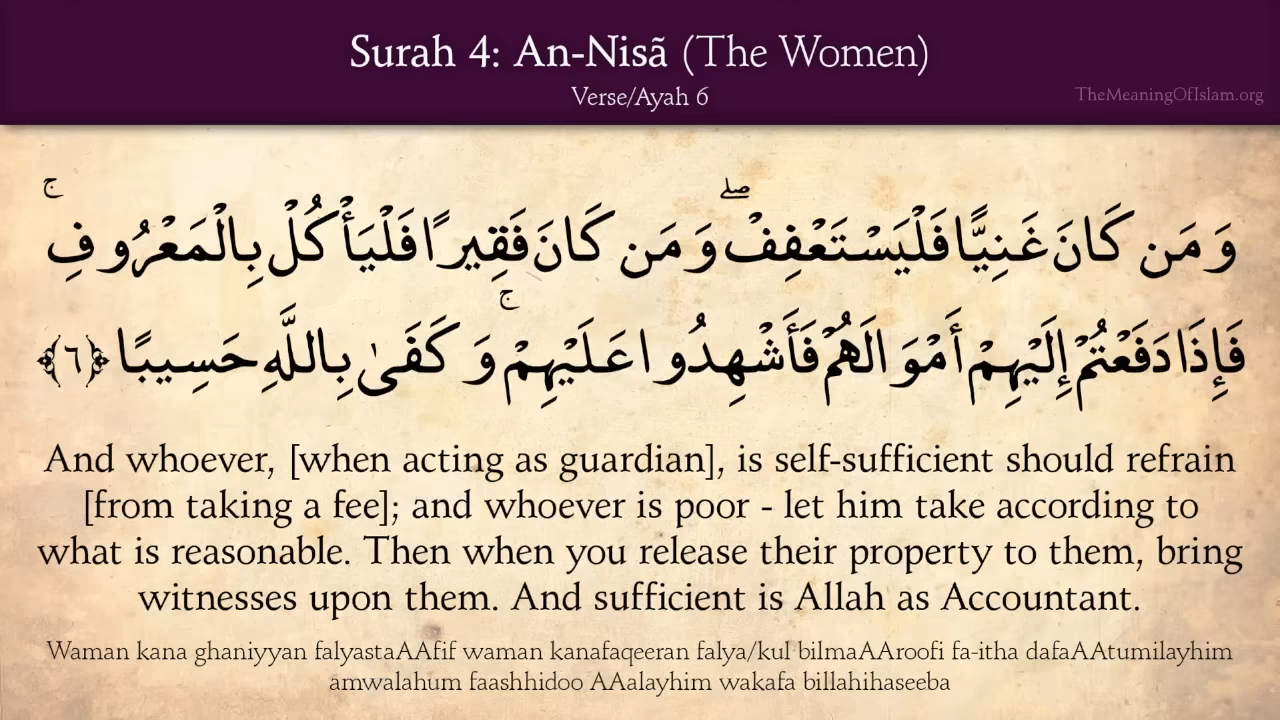 Surah 4: An-Nisã (The Women)
Verse/Ayah 6
TheMeaningOfIslam.org
وَمَن كَانَ غَنِيًّا فَلْيَسْتَعْفِفْ ۖ وَمَن كَانَ فَقِيرًا فَلْيَأْكُلْ بِالْمَعْرُوفِ ۚ
فَإِذَا دَفَعْتُمْ إِلَيْهِمْ أَمْوَالَهُمْ فَأَشْهِدُوا عَلَيْهِمْ ۚ وَكَفَىٰ بِاللَّهِ حَسِيبًا ﴿٦﴾
And whoever, [when acting as guardian], is self-sufficient should refrain
[from taking a fee]; and whoever is poor - let him take according to
what is reasonable. Then when you release their property to them, bring
witnesses upon them. And sufficient is Allah as Accountant.
Waman kana ghaniyyan falyastaAAfif waman kanafaqeeran falya/kul bilmaAAroofi fa-itha dafaAAtumilayhim
amwalahum faashhidoo AAalayhim wakafa billahihaseeba